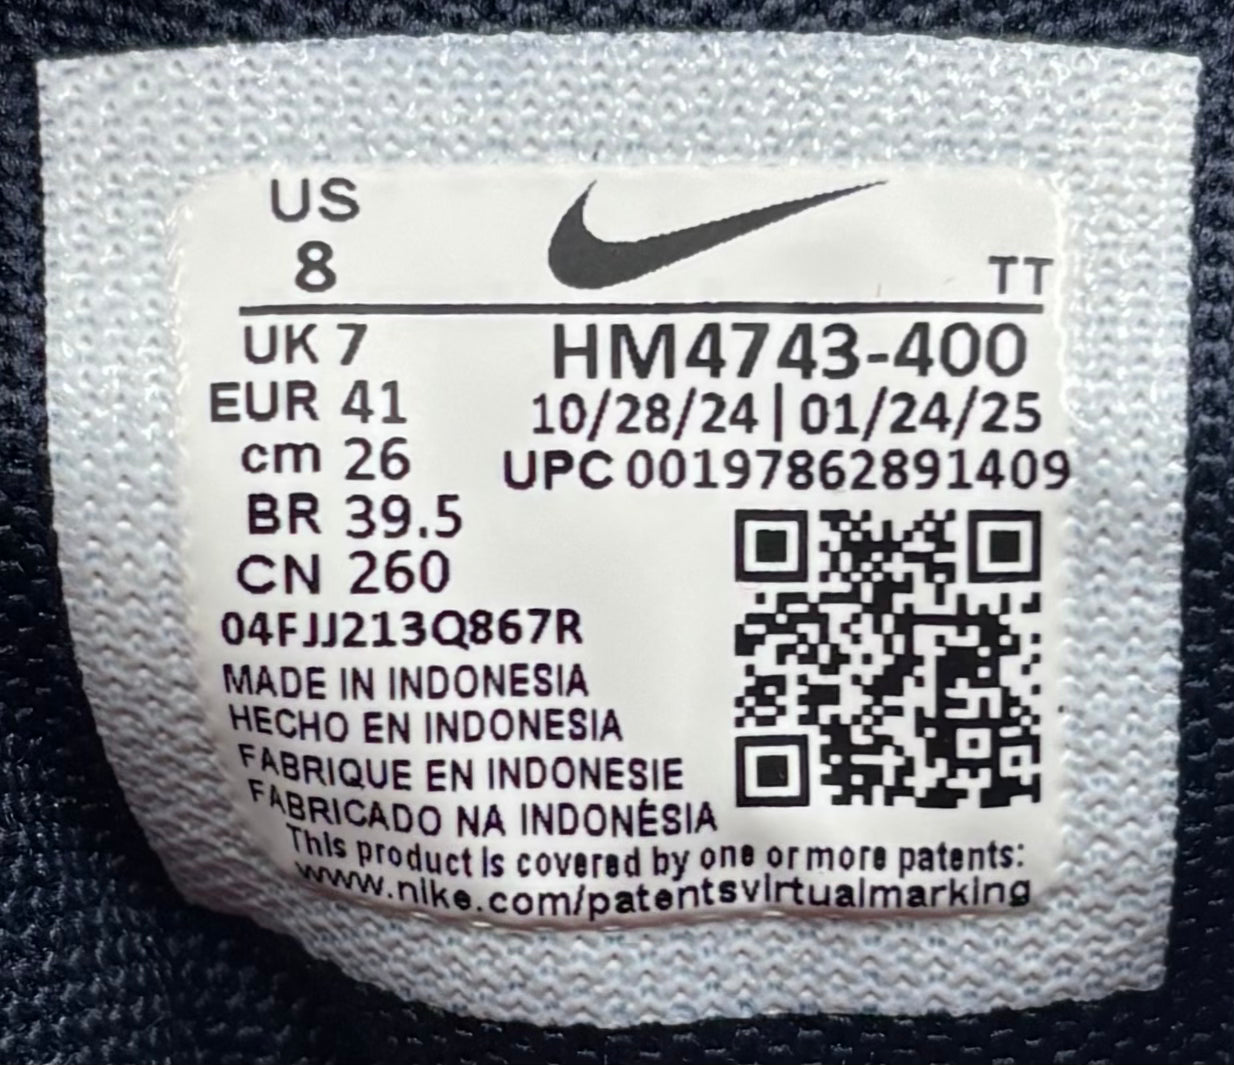 US
8
TT
UK 7
HM4743-400
EUR 41
10/28/24 | 01/24/25
cm 26
UPC 00197862891409
BR 39.5
CN 260
04FJJ213Q867R
MADE IN INDONESIA
HECHO EN INDONESIA
FABRIQUE EN INDONESIE
FABRICADO NA INDONÉSIA
This product is covered by one or more patents:
www.nike.com/patentsvirtualmarking